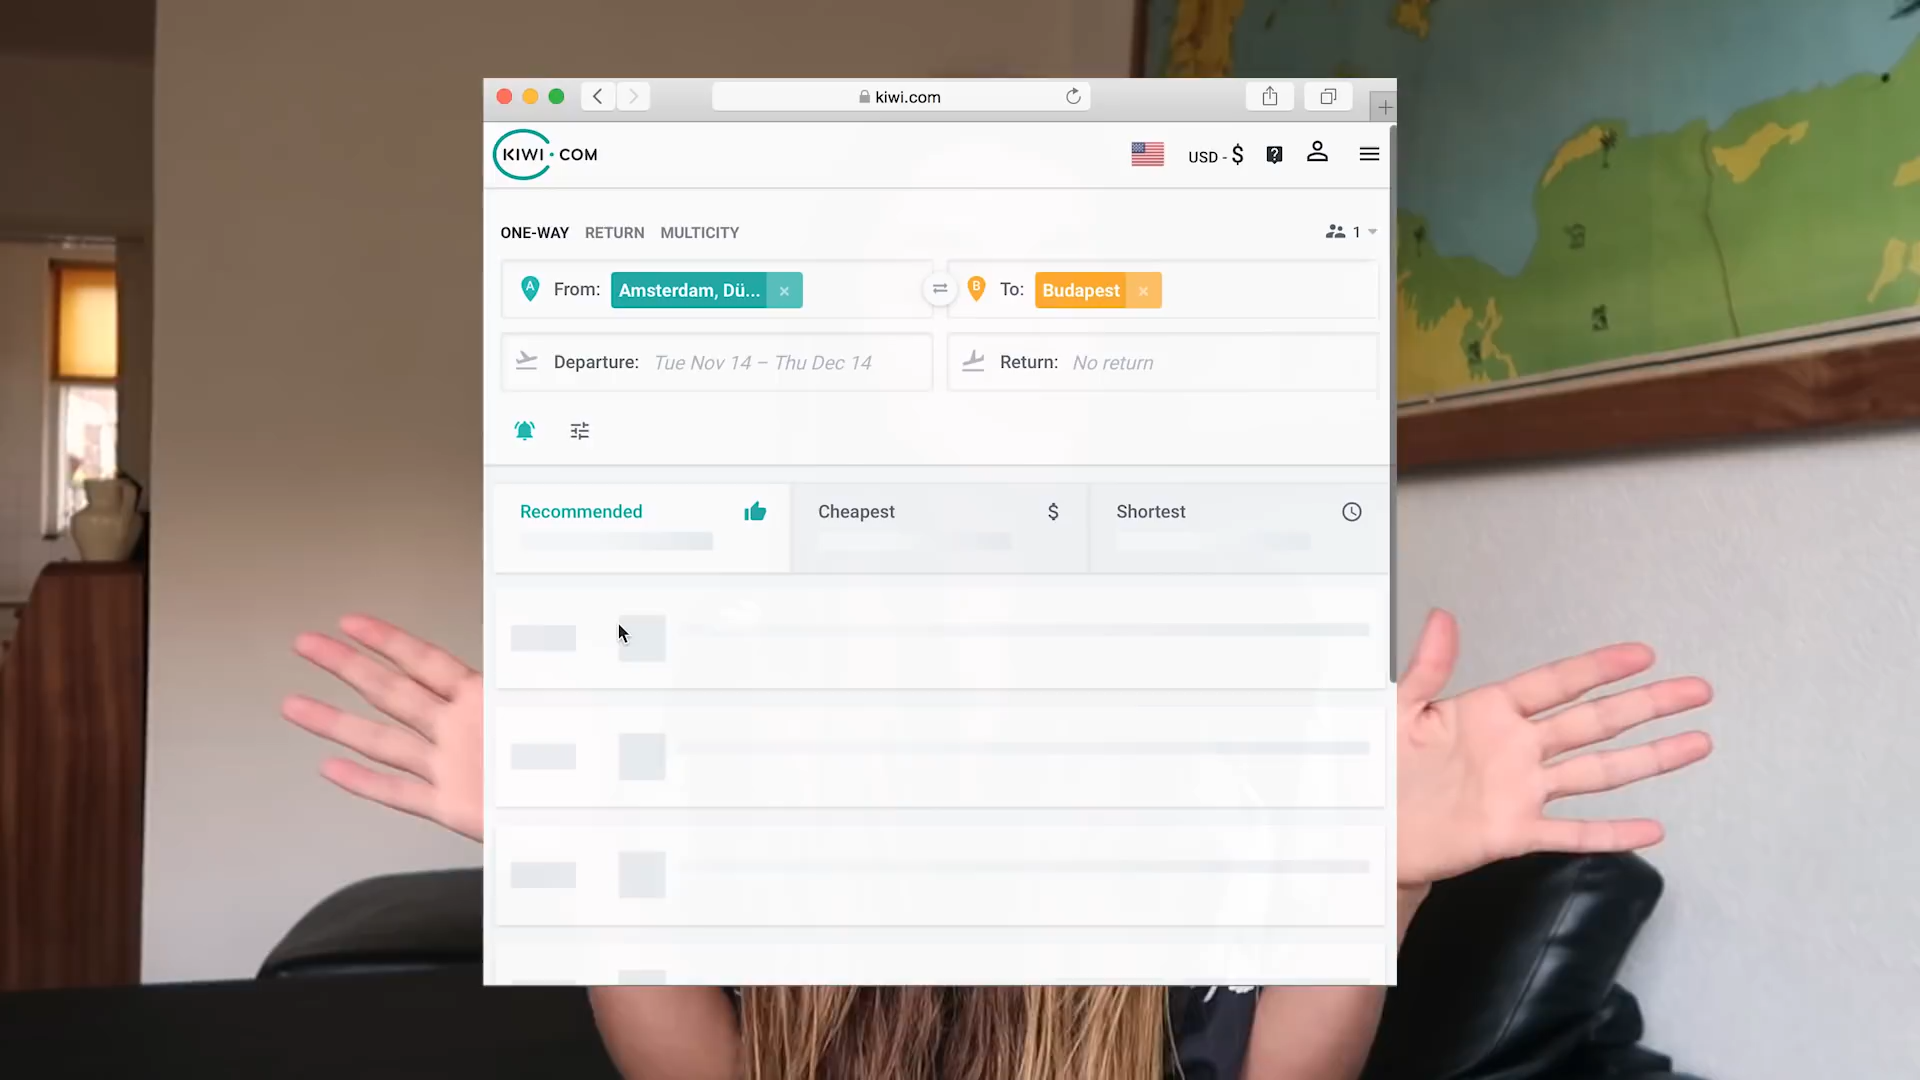 kiwi.com
KIWI·COM
USD - $
ONE-WAY RETURN MULTICITY
1
A From: Amsterdam, Dü... ×
B To: Budapest ×
Departure: Tue Nov 14 – Thu Dec 14
Return: No return
Recommended
Cheapest $
Shortest